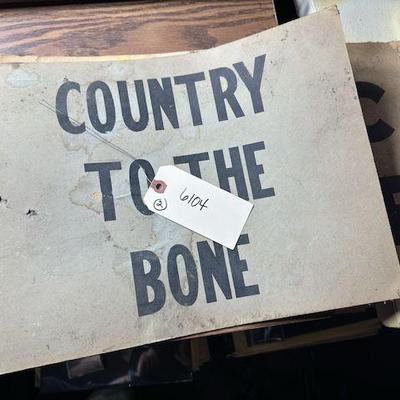 COUNTRY
TO THE
BONE
6104
2
C